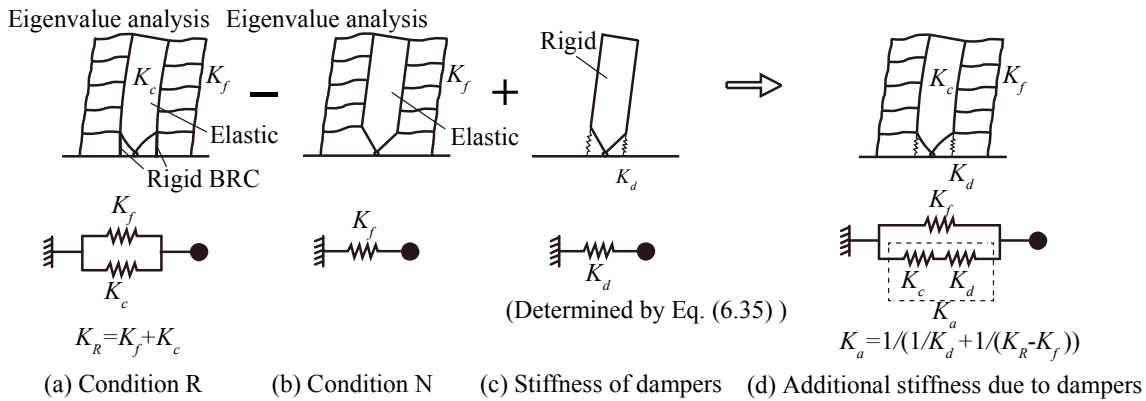 Eigenvalue analysis
Eigenvalue analysis
K_c
K_f
Elastic
Rigid BRC
−
K_f
Elastic
+
Rigid
K_d
K_c
K_f
K_d
K_f
K_c
K_f
K_d
K_f
K_c
K_d
K_a
(Determined by Eq. (6.35) )
K_R=K_f+K_c
K_a=1/(1/K_d+1/(K_R-K_f))
(a) Condition R
(b) Condition N
(c) Stiffness of dampers
(d) Additional stiffness due to dampers